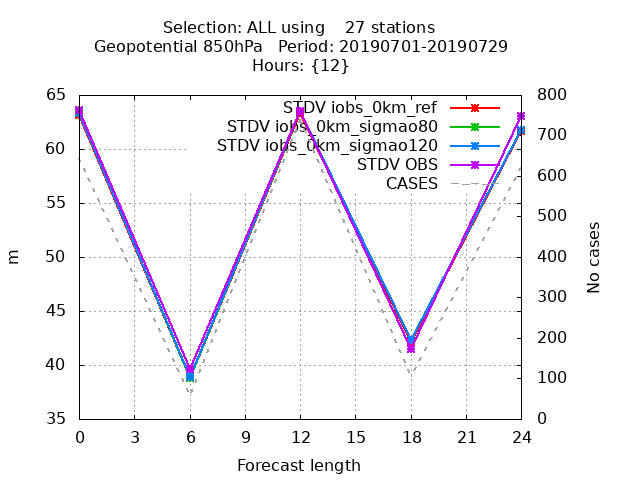 Selection: ALL using    27 stations
Geopotential 850hPa   Period: 20190701-20190729
Hours: {12}
65 800
STDV iobs_0km_ref
700
STDV iobs_0km_sigmao80
60
STDV iobs_0km_sigmao120
STDV OBS
600
CASES
55
500
50 400
m
No cases
45 300
200
40
100
35 0
0 3 6 9 12 15 18 21 24
Forecast length